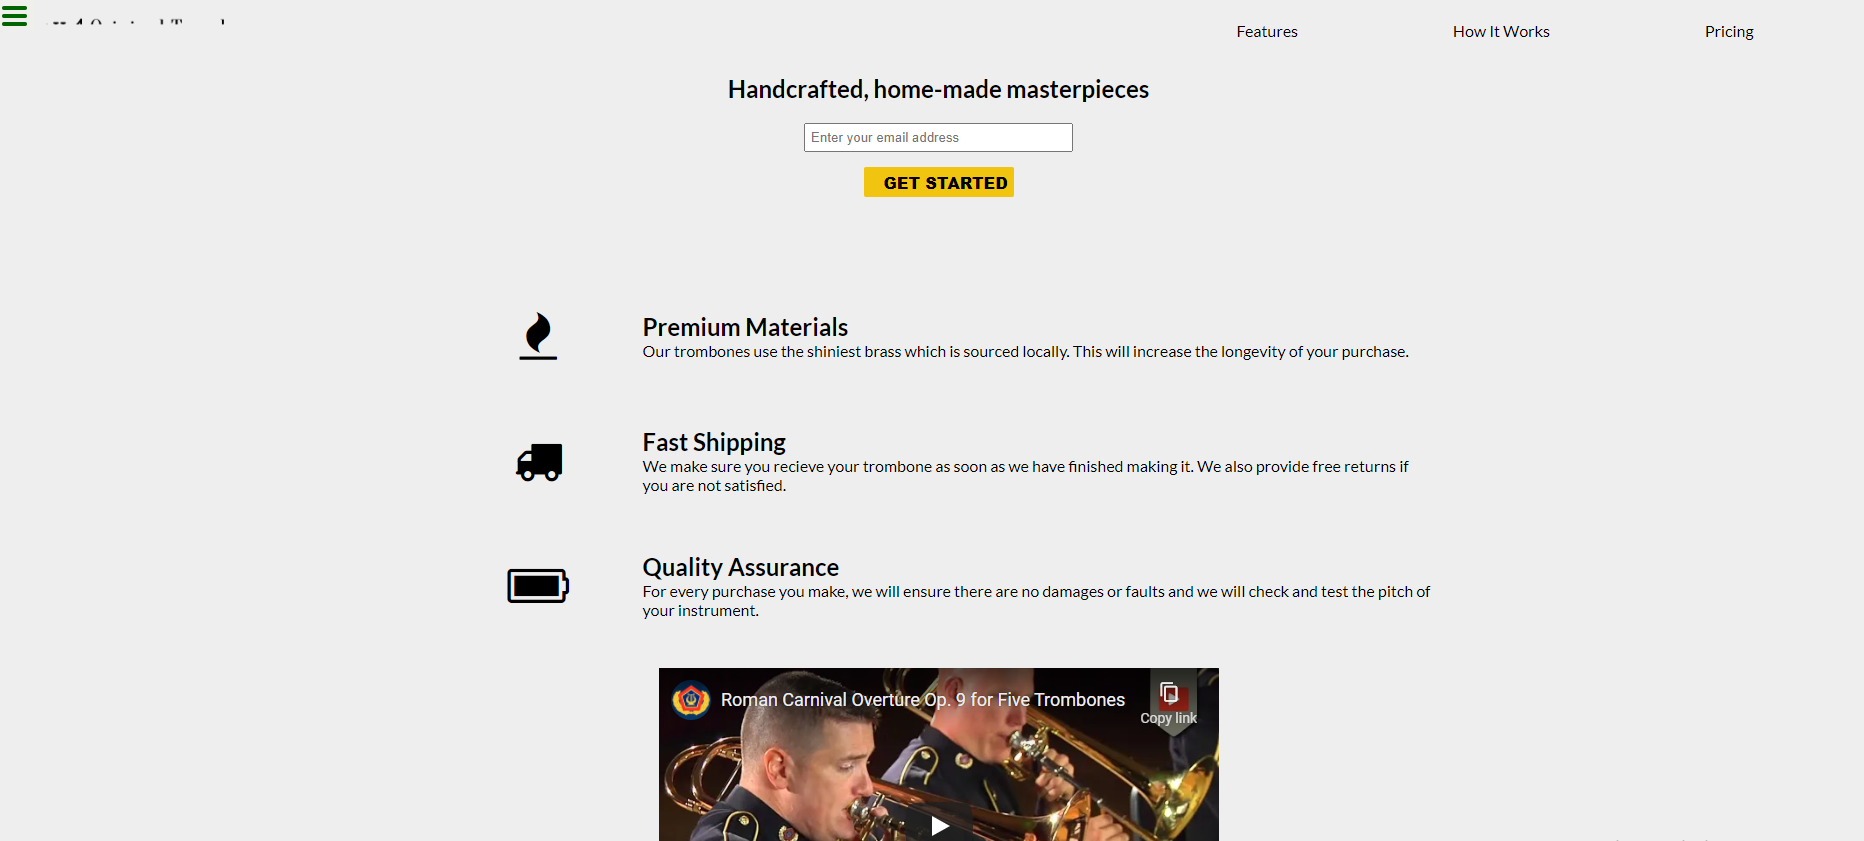 Features
How It Works
Pricing
Handcrafted, home-made masterpieces
Enter your email address
GET STARTED
Premium Materials
Our trombones use the shiniest brass which is sourced locally. This will increase the longevity of your purchase.
Fast Shipping
We make sure you recieve your trombone as soon as we have finished making it. We also provide free returns if
you are not satisfied.
Quality Assurance
For every purchase you make, we will ensure there are no damages or faults and we will check and test the pitch of
your instrument.
Roman Carnival Overture Op. 9 for Five Trombones
Copy link